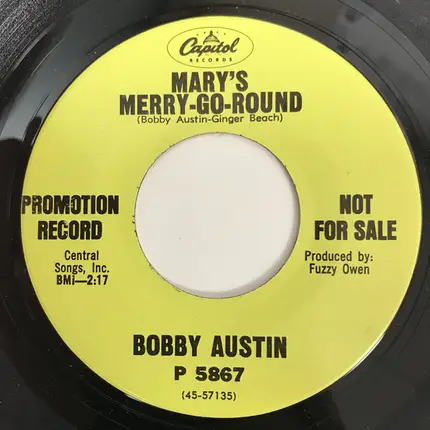 Capitol
RECORDS
MARY'S
MERRY-GO-ROUND
(Bobby Austin-Ginger Beach)
PROMOTION
RECORD
Central
Songs, Inc.
BMI—2:17
NOT
FOR SALE
Produced by:
Fuzzy Owen
BOBBY AUSTIN
P 5867
(45-57135)